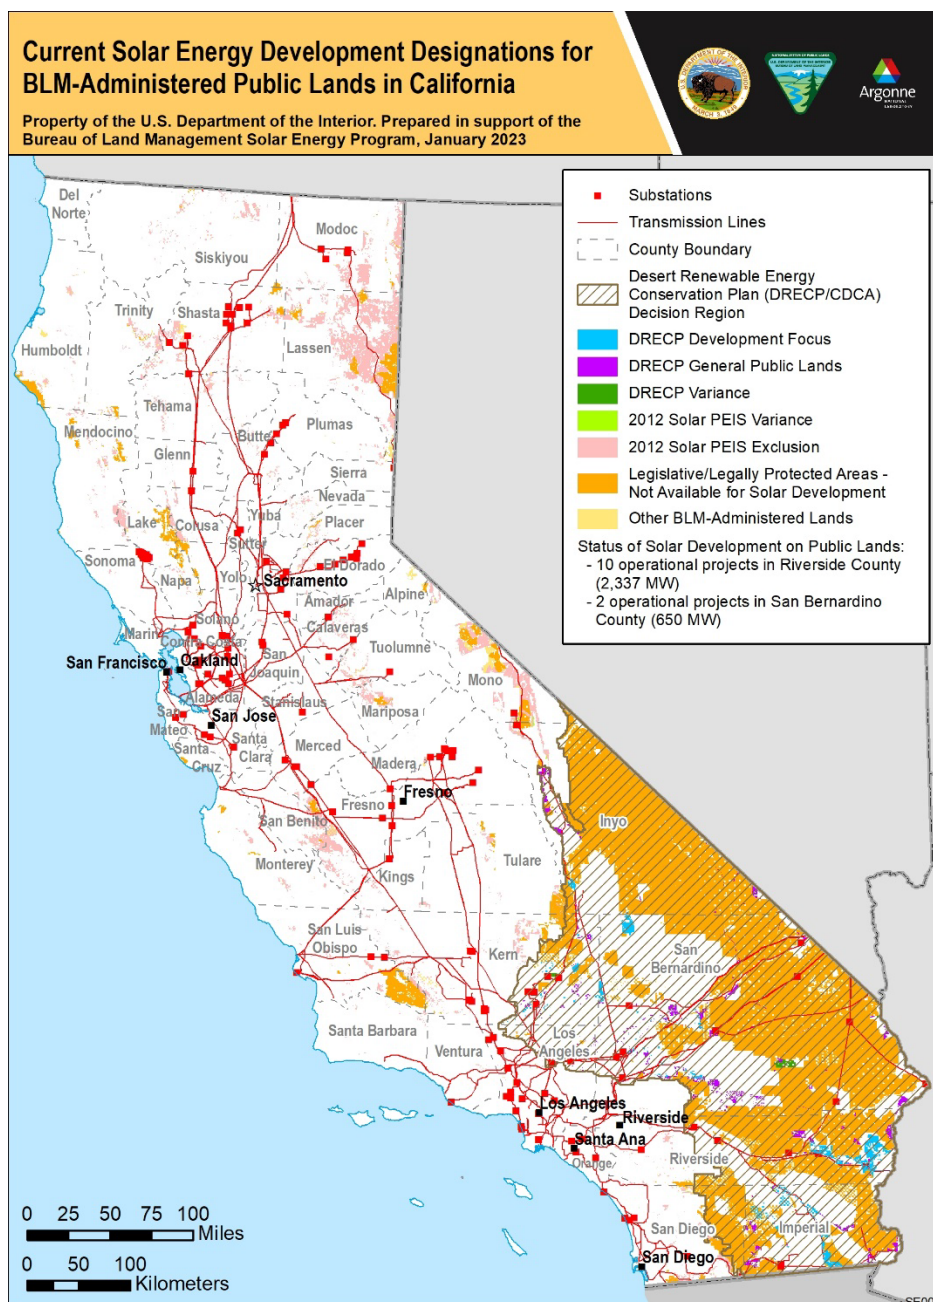 Current Solar Energy Development Designations for
BLM-Administered Public Lands in California
Property of the U.S. Department of the Interior. Prepared in support of the
Bureau of Land Management Solar Energy Program, January 2023
U.S. DEPARTMENT OF THE INTERIOR
MARCH 3, 1849
Argonne
NATIONAL
LABORATORY
Substations
Transmission Lines
County Boundary
Desert Renewable Energy
Conservation Plan (DRECP/CDCA)
Decision Region
DRECP Development Focus
DRECP General Public Lands
DRECP Variance
2012 Solar PEIS Variance
2012 Solar PEIS Exclusion
Legislative/Legally Protected Areas -
Not Available for Solar Development
Other BLM-Administered Lands
Status of Solar Development on Public Lands:
- 10 operational projects in Riverside County
(2,337 MW)
- 2 operational projects in San Bernardino
County (650 MW)
Del
Norte
Siskiyou
Modoc
Trinity
Shasta
Humboldt
Lassen
Tehama
Mendocino
Butte
Plumas
Glenn
Sierra
Nevada
Lake
Colusa
Yuba
Placer
Sutter
Sonoma
Napa
Yolo
Sacramento
El Dorado
Amador
Alpine
Solano
Marin
Calaveras
Contra Costa
Tuolumne
San Francisco
Oakland
San
Joaquin
Mono
Alameda
Stanislaus
Mariposa
San
Mateo
San Jose
Santa
Clara
Santa
Cruz
Merced
Madera
Fresno
Fresno
San Benito
Inyo
Monterey
Tulare
Kings
San Luis
Obispo
Kern
San
Bernardino
Santa Barbara
Ventura
Los
Angeles
Los Angeles
Riverside
Santa Ana
Orange
Riverside
San Diego
Imperial
San Diego
0 25 50 75 100
Miles
0 50 100
Kilometers